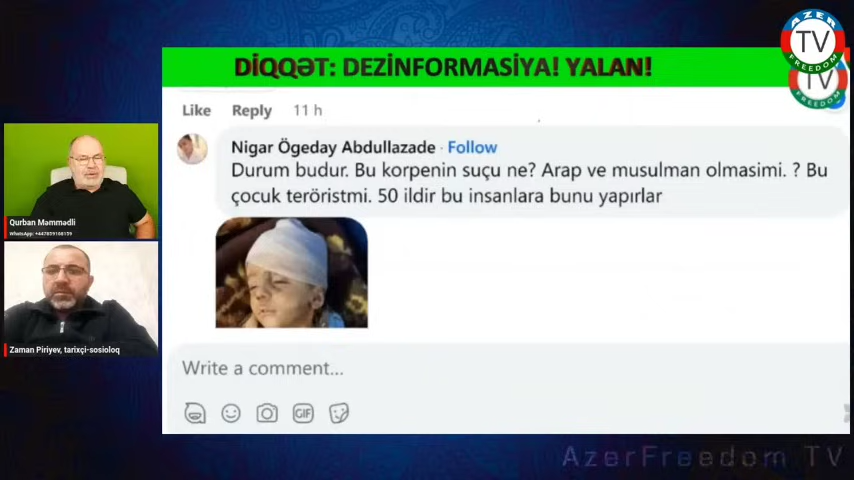 AZER
TV
FREEDOM
TV
FREEDOM
DİQQƏT: DEZİNFORMASİYA! YALAN!
Like Reply 11 h
Nigar Ögeday Abdullazade · Follow
Durum budur. Bu korpenin suçu ne? Arap ve musulman olmasimi. ? Bu
çocuk teröristmi. 50 ildir bu insanlara bunu yapırlar
Qurban Məmmədli
Zaman Piriyev, tarixçi-sosioloq
Write a comment...
GIF
AzerFreedom TV